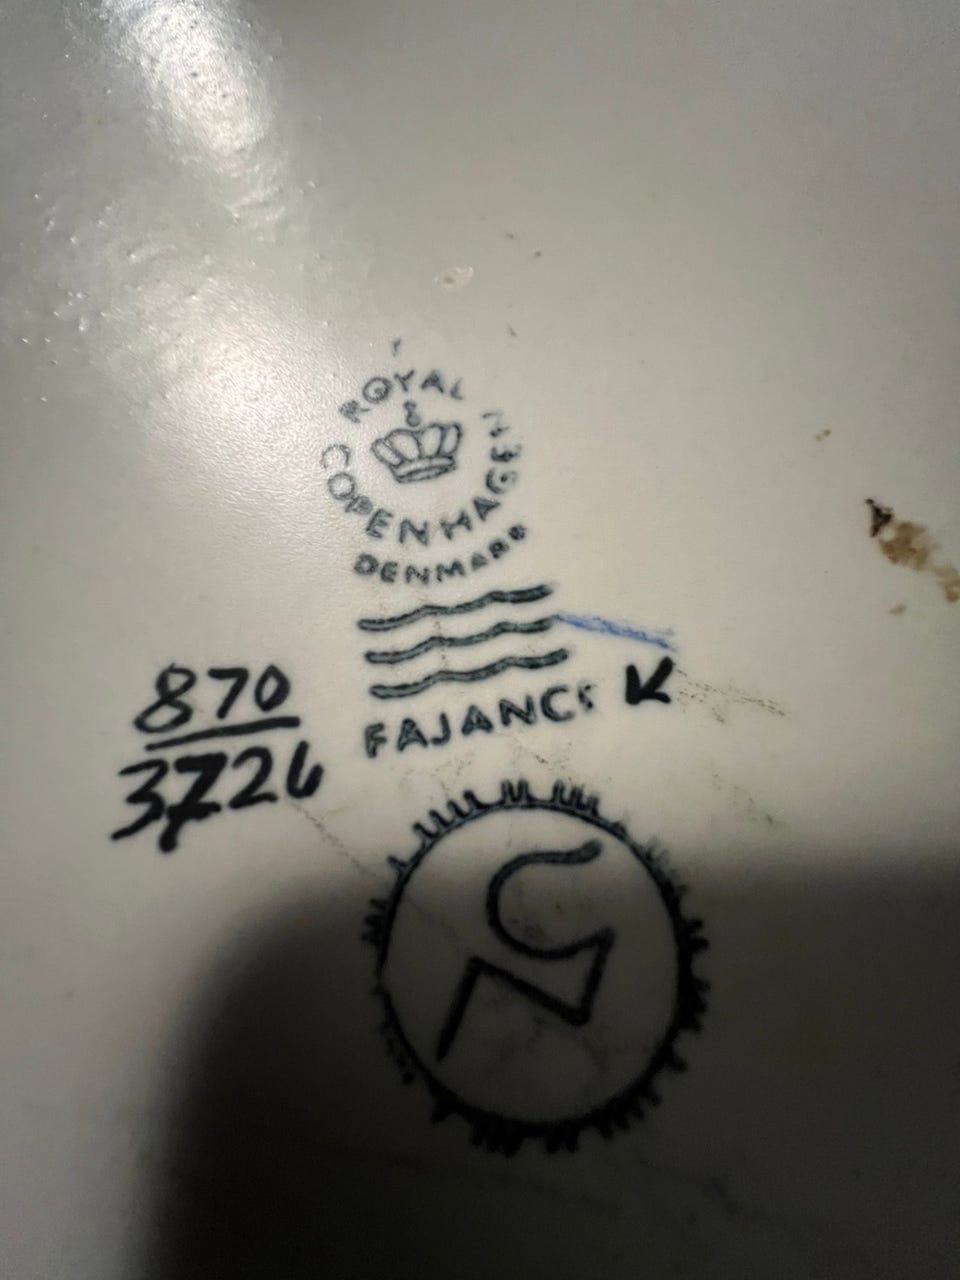 ROYAL
COPENHAGEN
DENMARK
FAJANCE
870
3726